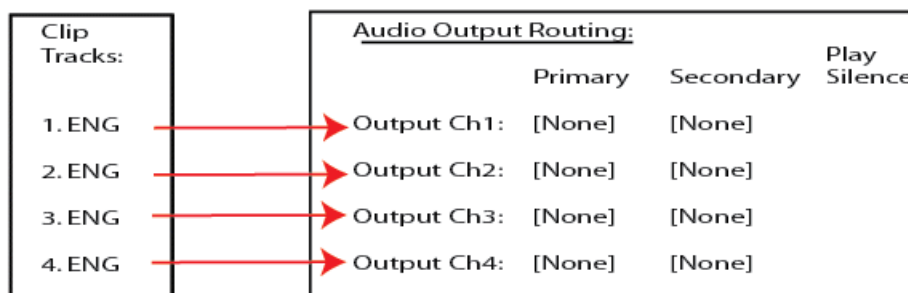 Clip
Tracks:
1. ENG
2. ENG
3. ENG
4. ENG
Audio Output Routing:
Primary Secondary Play Silence
Output Ch1: [None] [None]
Output Ch2: [None] [None]
Output Ch3: [None] [None]
Output Ch4: [None] [None]